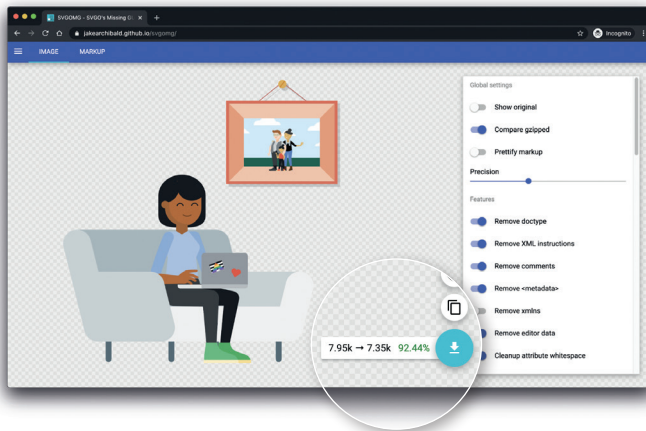 SVGOMG - SVGO's Missing G
jakearchibald.github.io/svgomg/
Incognito
IMAGE
MARKUP
Global settings
Show original
Compare gzipped
Prettify markup
Precision
Features
Remove doctype
Remove XML instructions
Remove comments
Remove <metadata>
Remove xmlns
Remove editor data
Cleanup attribute whitespace
7.95k → 7.35k 92.44%